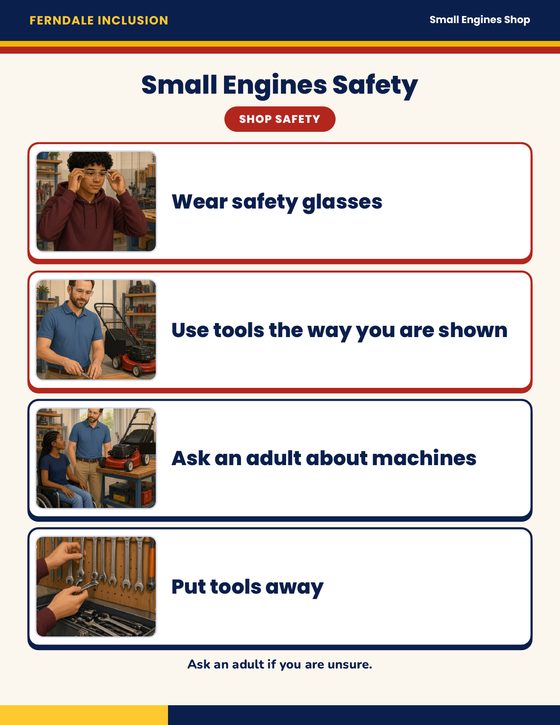 FERNDALE INCLUSION
Small Engines Shop
Small Engines Safety
SHOP SAFETY
Wear safety glasses
Use tools the way you are shown
Ask an adult about machines
Put tools away
Ask an adult if you are unsure.